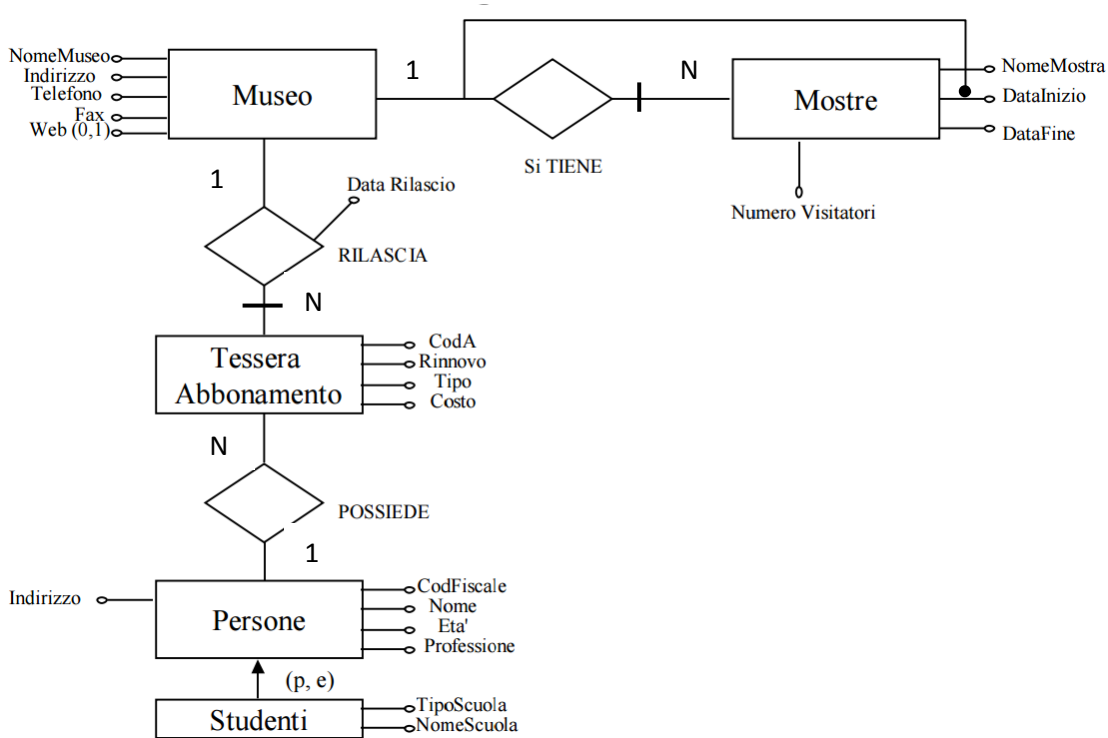 NomeMuseo
Indirizzo
Telefono
Fax
Web (0,1)
Museo
1
N
Mostre
NomeMostra
DataInizio
DataFine
Si TIENE
Numero Visitatori
1
Data Rilascio
RILASCIA
N
Tessera
Abbonamento
CodA
Rinnovo
Tipo
Costo
N
POSSIEDE
1
Indirizzo
Persone
CodFiscale
Nome
Eta'
Professione
(p, e)
Studenti
TipoScuola
NomeScuola